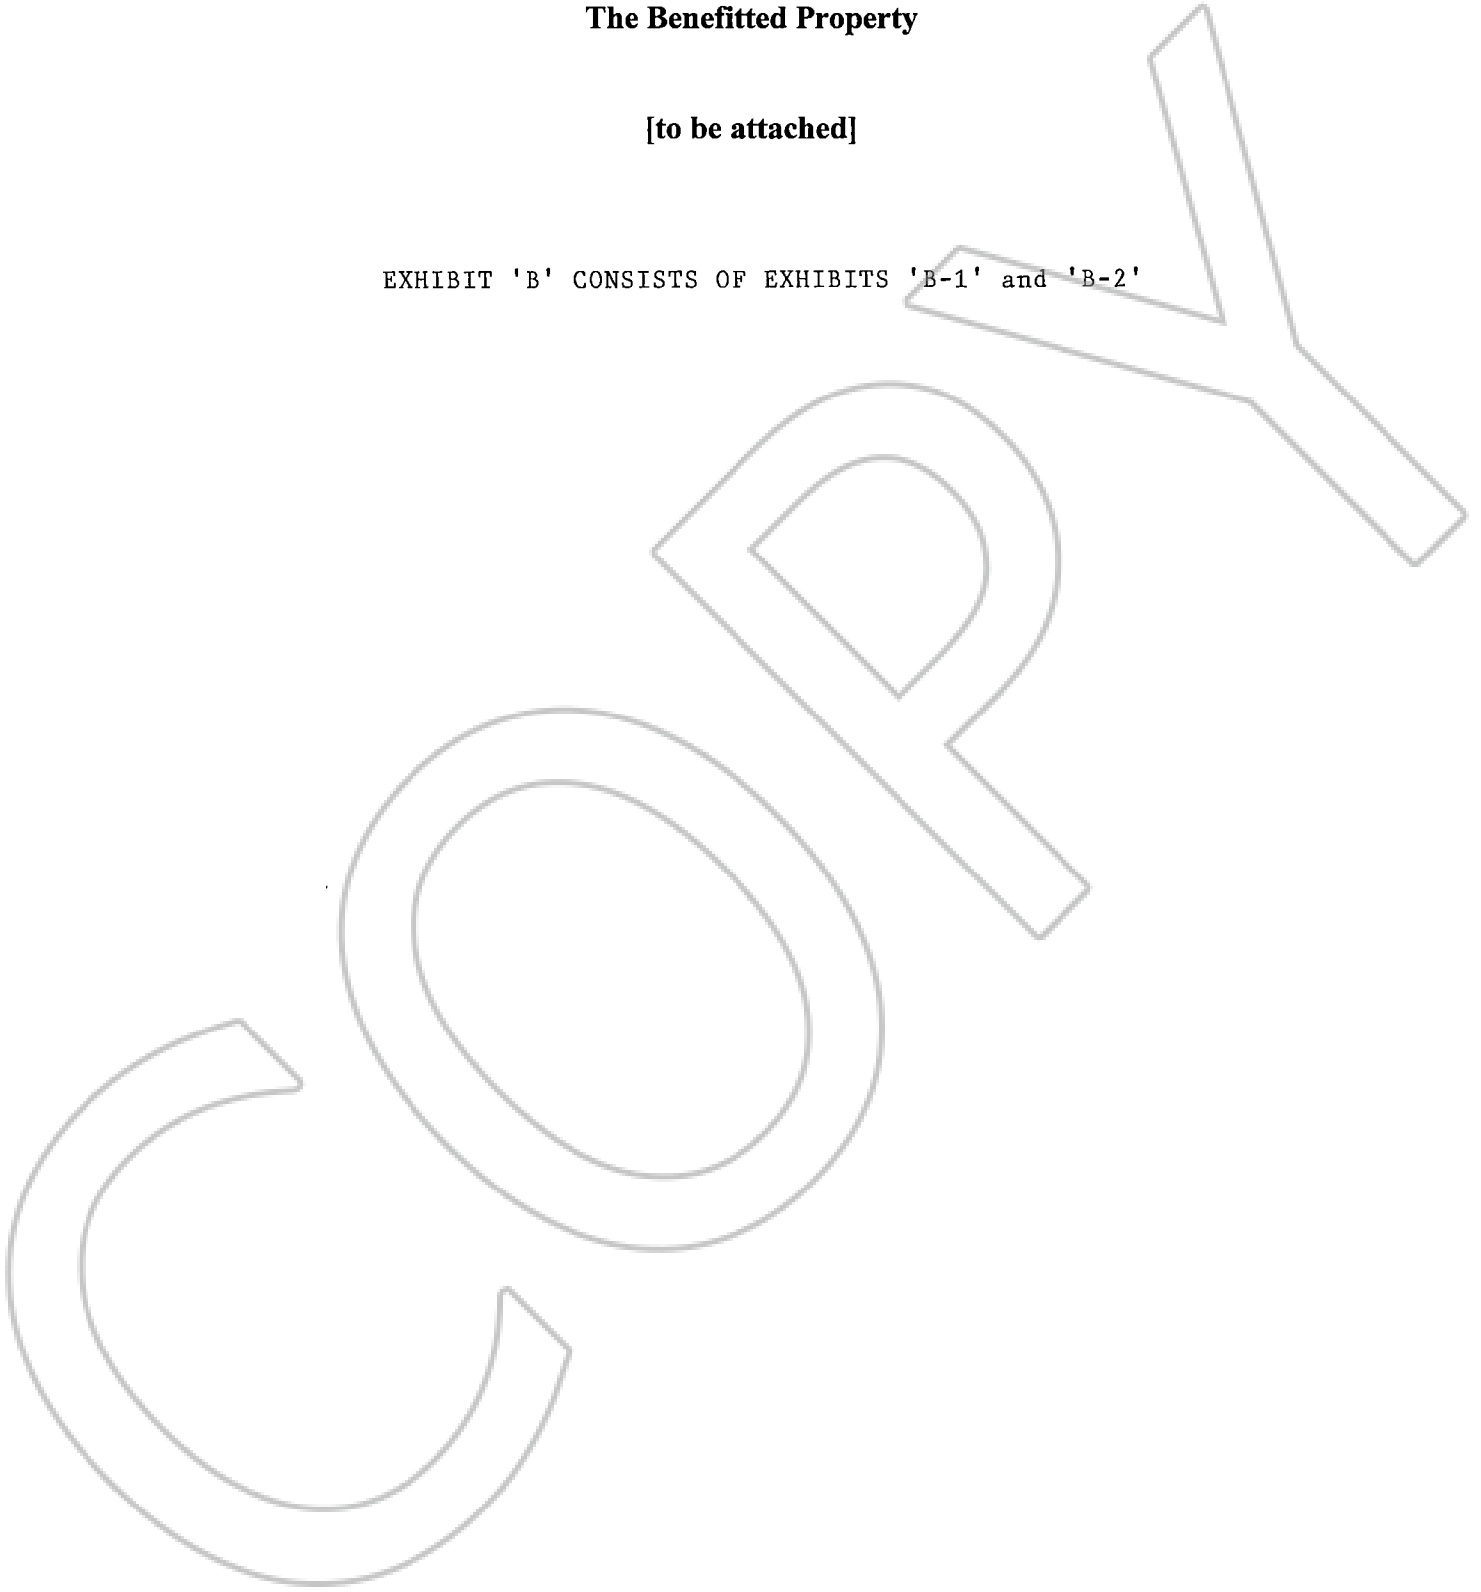 The Benefitted Property
[to be attached]
EXHIBIT 'B' CONSISTS OF EXHIBITS 'B-1' and 'B-2'
COPY